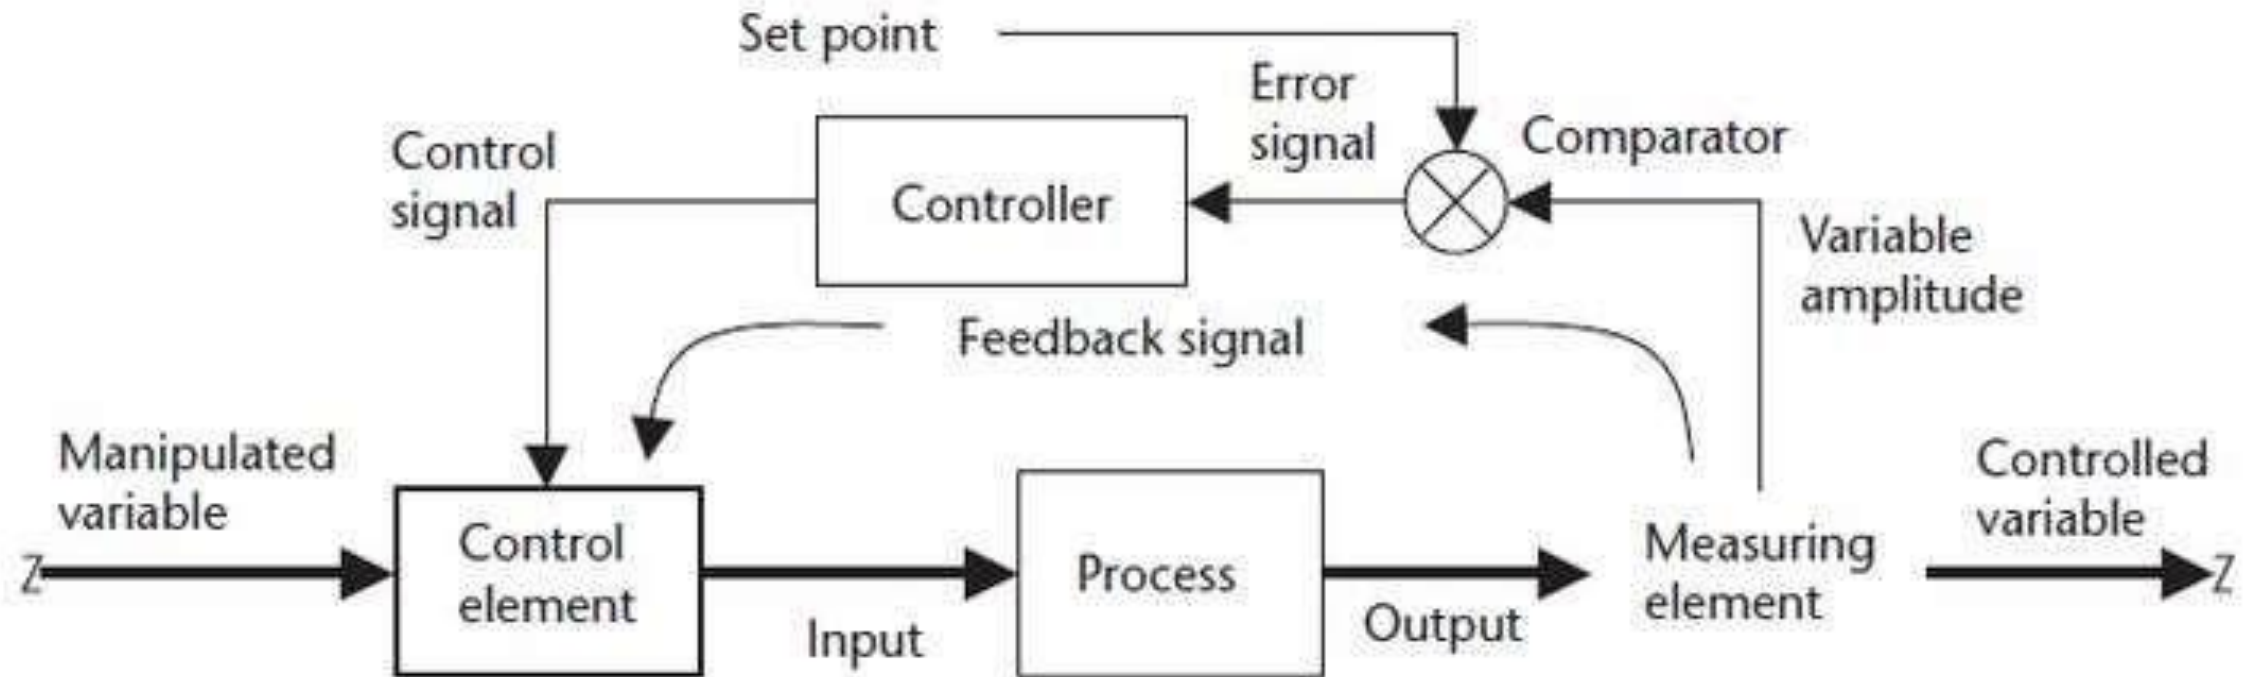 Set point
Error
signal
Comparator
Control
signal
Controller
Variable
amplitude
Feedback signal
Manipulated
variable
Controlled
variable
Control
element
Process
Measuring
element
Z
Z
Input
Output